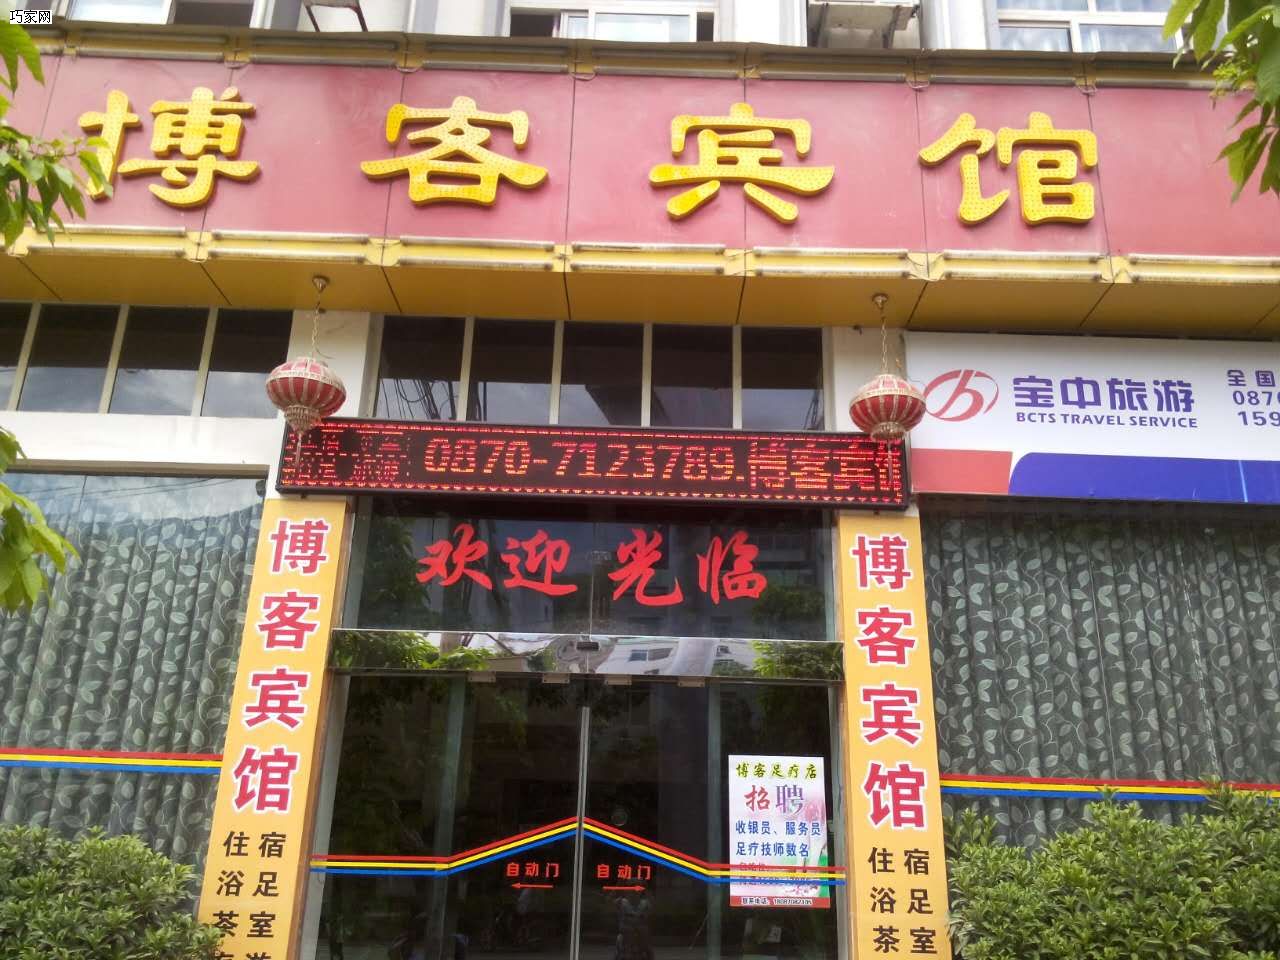 巧家网
博客宾馆
宝中旅游
BCTS TRAVEL SERVICE
全国
0870-7123789.博客宾
欢迎光临
博客宾馆
住宿
浴足
茶室
博客宾馆
住宿
浴足
茶室
博客足疗店
招聘
收银员、服务员
足疗技师数名
自动门
自动门